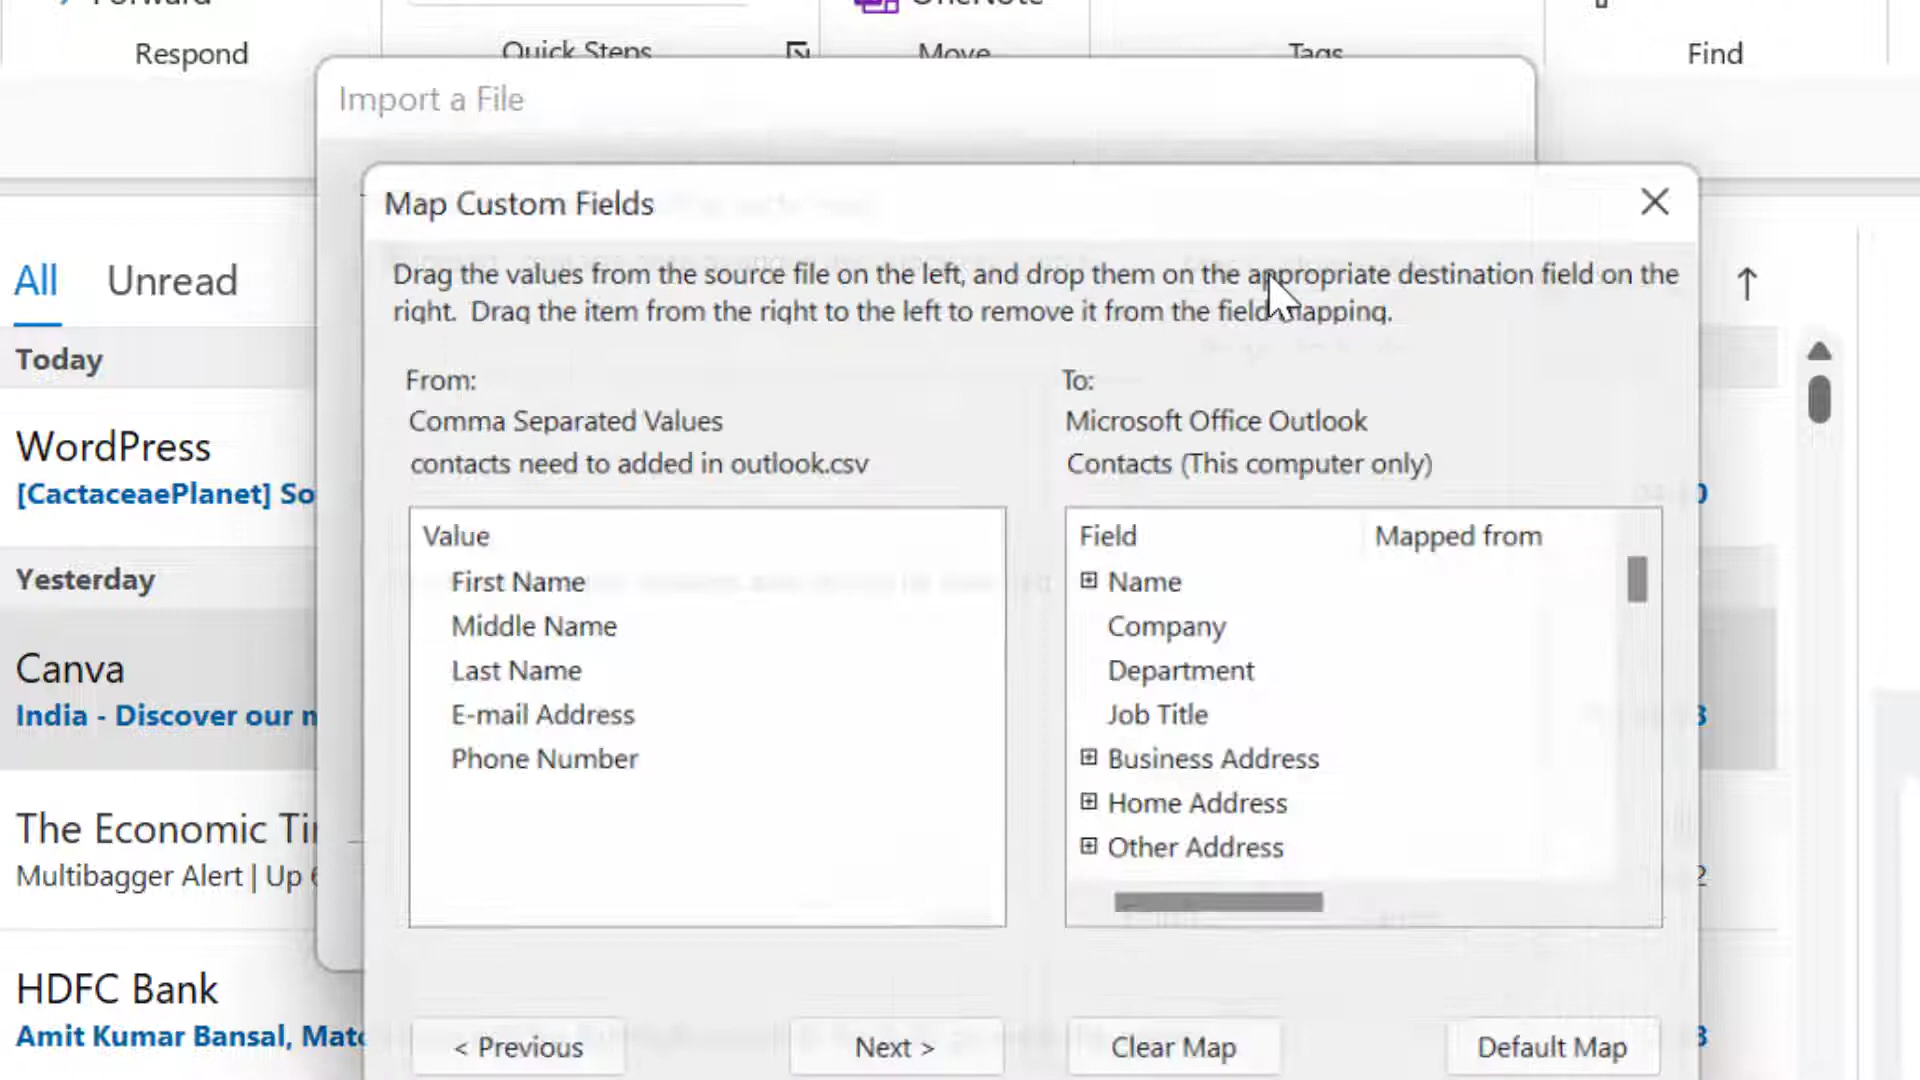 Forward
OneNote
Respond
Quick Steps
Move
Tags
Find
Import a File
Map Custom Fields
Drag the values from the source file on the left, and drop them on the appropriate destination field on the
right. Drag the item from the right to the left to remove it from the field mapping.
All
Unread
Today
From:
To:
WordPress
Comma Separated Values
Microsoft Office Outlook
[CactaceaePlanet] So
contacts need to added in outlook.csv
Contacts (This computer only)
Value
Field
Mapped from
Yesterday
First Name
Name
Middle Name
Company
Canva
Last Name
Department
India - Discover our
E-mail Address
Job Title
Phone Number
Business Address
The Economic
Home Address
Multibagger Alert | Up
Other Address
HDFC Bank
Amit Kumar Bansal,
< Previous
Next >
Clear Map
Default Map